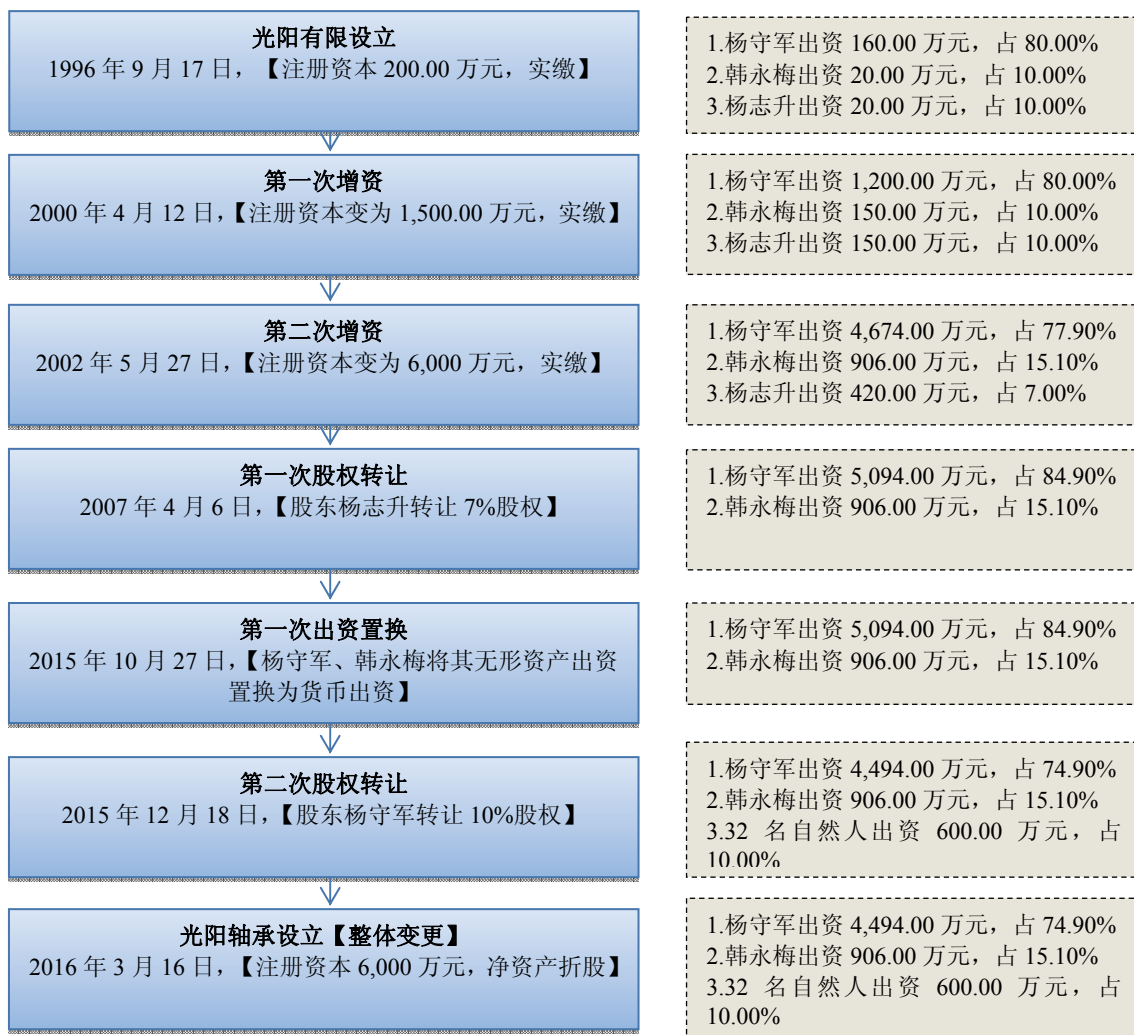 光阳有限设立
1996 年 9 月 17 日，【注册资本 200.00 万元，实缴】
1.杨守军出资 160.00 万元，占 80.00%
2.韩永梅出资 20.00 万元，占 10.00%
3.杨志升出资 20.00 万元，占 10.00%
第一次增资
2000 年 4 月 12 日，【注册资本变为 1,500.00 万元，实缴】
1.杨守军出资 1,200.00 万元，占 80.00%
2.韩永梅出资 150.00 万元，占 10.00%
3.杨志升出资 150.00 万元，占 10.00%
第二次增资
2002 年 5 月 27 日，【注册资本变为 6,000 万元，实缴】
1.杨守军出资 4,674.00 万元，占 77.90%
2.韩永梅出资 906.00 万元，占 15.10%
3.杨志升出资 420.00 万元，占 7.00%
第一次股权转让
2007 年 4 月 6 日，【股东杨志升转让 7%股权】
1.杨守军出资 5,094.00 万元，占 84.90%
2.韩永梅出资 906.00 万元，占 15.10%
第一次出资置换
2015 年 10 月 27 日，【杨守军、韩永梅将其无形资产出资
置换为货币出资】
1.杨守军出资 5,094.00 万元，占 84.90%
2.韩永梅出资 906.00 万元，占 15.10%
第二次股权转让
2015 年 12 月 18 日，【股东杨守军转让 10%股权】
1.杨守军出资 4,494.00 万元，占 74.90%
2.韩永梅出资 906.00 万元，占 15.10%
3.32 名自然人出资 600.00 万元，占
10.00%
光阳轴承设立【整体变更】
2016 年 3 月 16 日，【注册资本 6,000 万元，净资产折股】
1.杨守军出资 4,494.00 万元，占 74.90%
2.韩永梅出资 906.00 万元，占 15.10%
3.32 名自然人出资 600.00 万元，占
10.00%